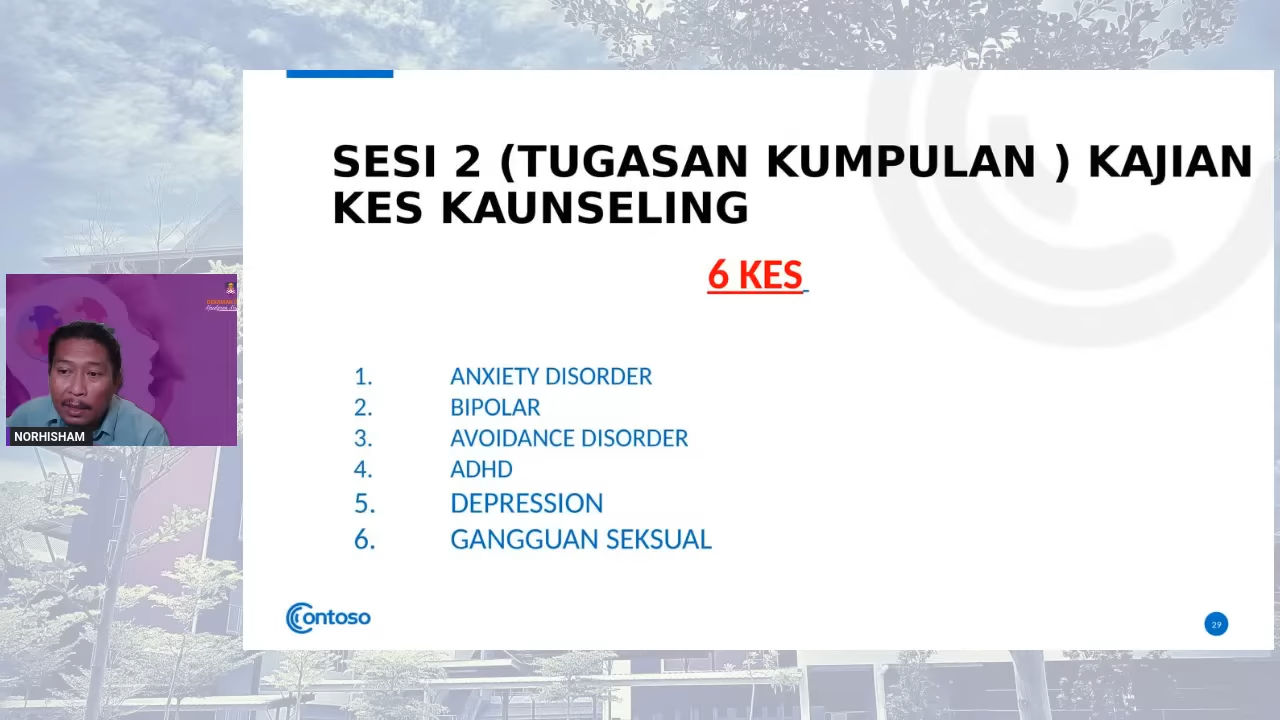 SESI 2 (TUGASAN KUMPULAN ) KAJIAN
KES KAUNSELING
6 KES
1. ANXIETY DISORDER
2. BIPOLAR
3. AVOIDANCE DISORDER
4. ADHD
5. DEPRESSION
6. GANGGUAN SEKSUAL
NORHISHAM
Contoso
29